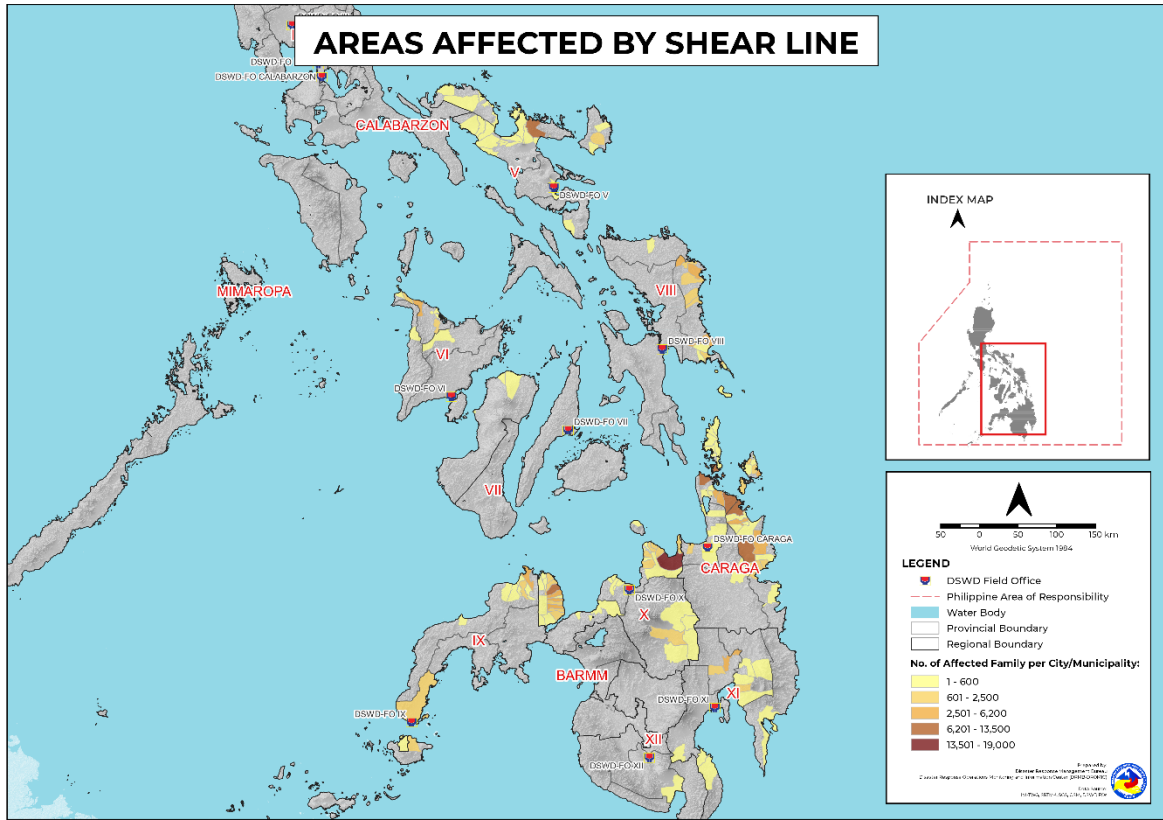 AREAS AFFECTED BY SHEAR LINE
DSWD-FO
DSWD-FO CALABARZON
CALABARZON
V
DSWD-FO V
MIMAROPA
VIII
DSWD-FO VIII
VI
DSWD-FO VI
DSWD-FO VII
VII
DSWD-FO CARAGA
CARAGA
DSWD-FO X
X
IX
BARMM
DSWD-FO IX
DSWD-FO XI
XI
XII
DSWD-FO XII
INDEX MAP
50 25 0 50 100 150 km
World Geodetic System 1984
LEGEND
DSWD Field Office
Philippine Area of Responsibility
Water Body
Provincial Boundary
Regional Boundary
No. of Affected Family per City/Municipality:
1 - 600
601 - 2,500
2,501 - 6,200
6,201 - 13,500
13,501 - 19,000
Prepared by:
Disaster Response Management Bureau